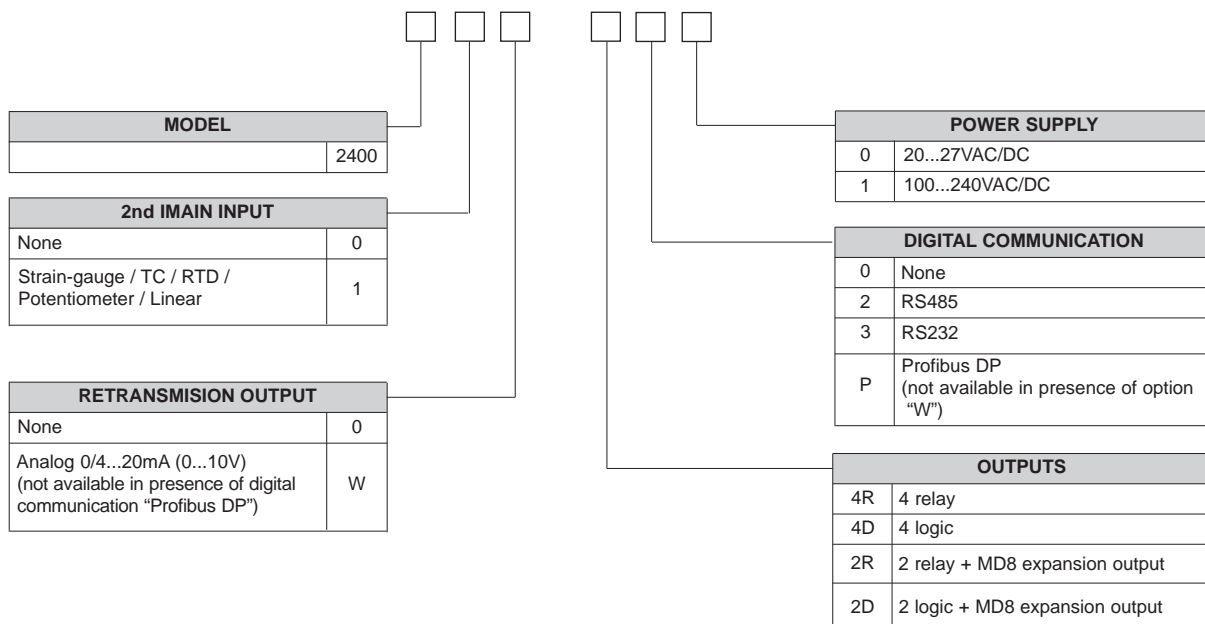 MODEL
2400
2nd IMAIN INPUT
None 0
Strain-gauge / TC / RTD /
Potentiometer / Linear
1
RETRANSMISION OUTPUT
None 0
Analog 0/4...20mA (0...10V)
(not available in presence of digital
communication “Profibus DP”)
W
POWER SUPPLY
0 20...27VAC/DC
1 100...240VAC/DC
DIGITAL COMMUNICATION
0 None
2 RS485
3 RS232
P
Profibus DP
(not available in presence of option
“W”)
OUTPUTS
4R 4 relay
4D 4 logic
2R 2 relay + MD8 expansion output
2D 2 logic + MD8 expansion output